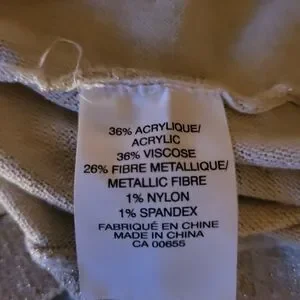 36% ACRYLIQUE/
ACRYLIC
36% VISCOSE
26% FIBRE METALLIQUE/
METALLIC FIBRE
1% NYLON
1% SPANDEX
FABRIQUÉ EN CHINE
MADE IN CHINA
CA 00655